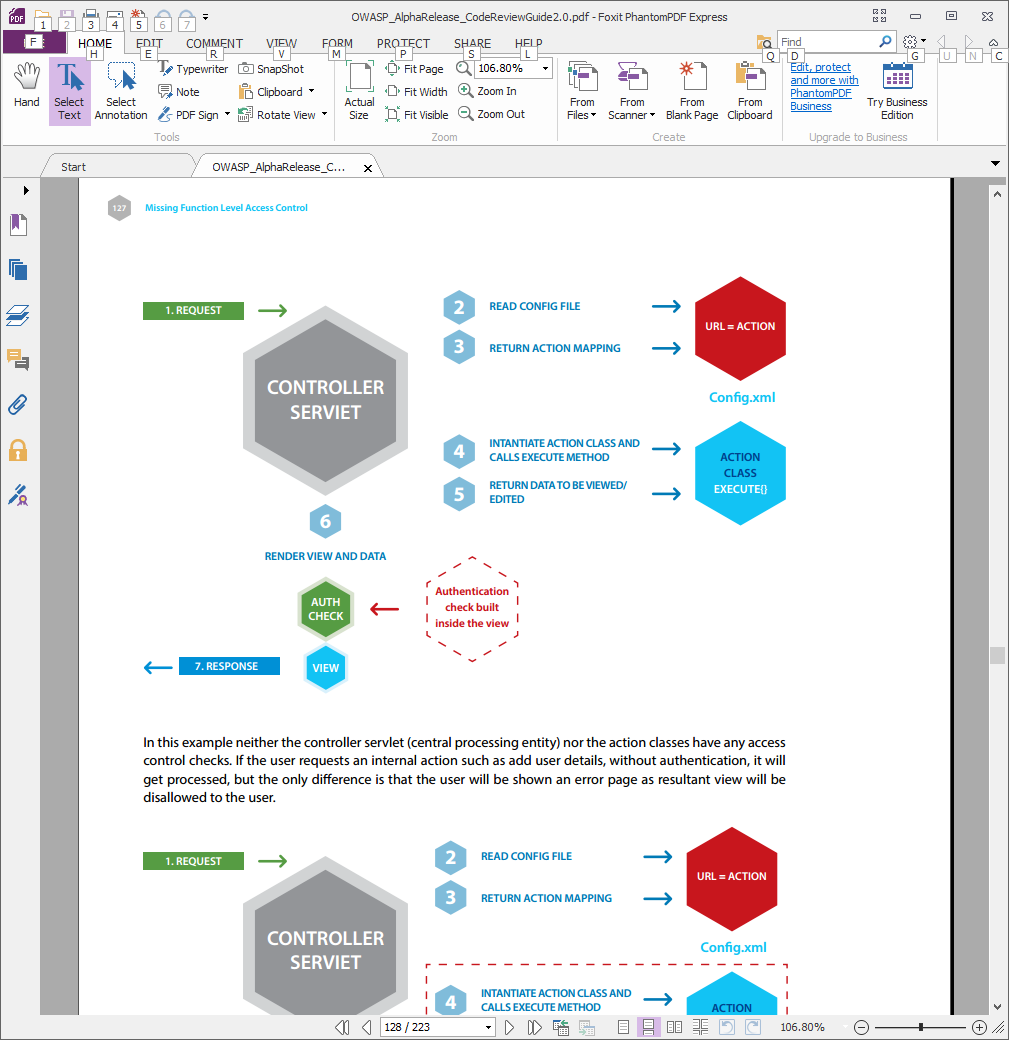 OWASP_AlphaRelease_CodeReviewGuide2.0.pdf - Foxit PhantomPDF Express
PDF
1 2 3 4 5 6 7
F HOME EDIT COMMENT VIEW FORM PROTECT SHARE HELP Find
H E R V M P S L Q D G U N C
Hand
Select
Text
Select
Annotation
Typewriter
Note
PDF Sign
SnapShot
Clipboard
Rotate View
Tools
Actual
Size
Fit Page
Fit Width
Fit Visible
106.80%
Zoom In
Zoom Out
Zoom
From
Files
From
Scanner
From
Blank Page
From
Clipboard
Create
Edit, protect
and more with
PhantomPDF
Business
Try Business
Edition
Upgrade to Business
Start
OWASP_AlphaRelease_C...
127 Missing Function Level Access Control
1. REQUEST
CONTROLLER
SERVIET
2 READ CONFIG FILE
3 RETURN ACTION MAPPING
URL = ACTION
Config.xml
4 INTANTIATE ACTION CLASS AND
CALLS EXECUTE METHOD
5 RETURN DATA TO BE VIEWED/
EDITED
ACTION
CLASS
EXECUTE{}
6
RENDER VIEW AND DATA
AUTH
CHECK
Authentication
check built
inside the view
7. RESPONSE
VIEW
In this example neither the controller servlet (central processing entity) nor the action classes have any access
control checks. If the user requests an internal action such as add user details, without authentication, it will
get processed, but the only difference is that the user will be shown an error page as resultant view will be
disallowed to the user.
1. REQUEST
CONTROLLER
SERVIET
2 READ CONFIG FILE
3 RETURN ACTION MAPPING
URL = ACTION
Config.xml
4 INTANTIATE ACTION CLASS AND
CALLS EXECUTE METHOD
ACTION
128 / 223
106.80%